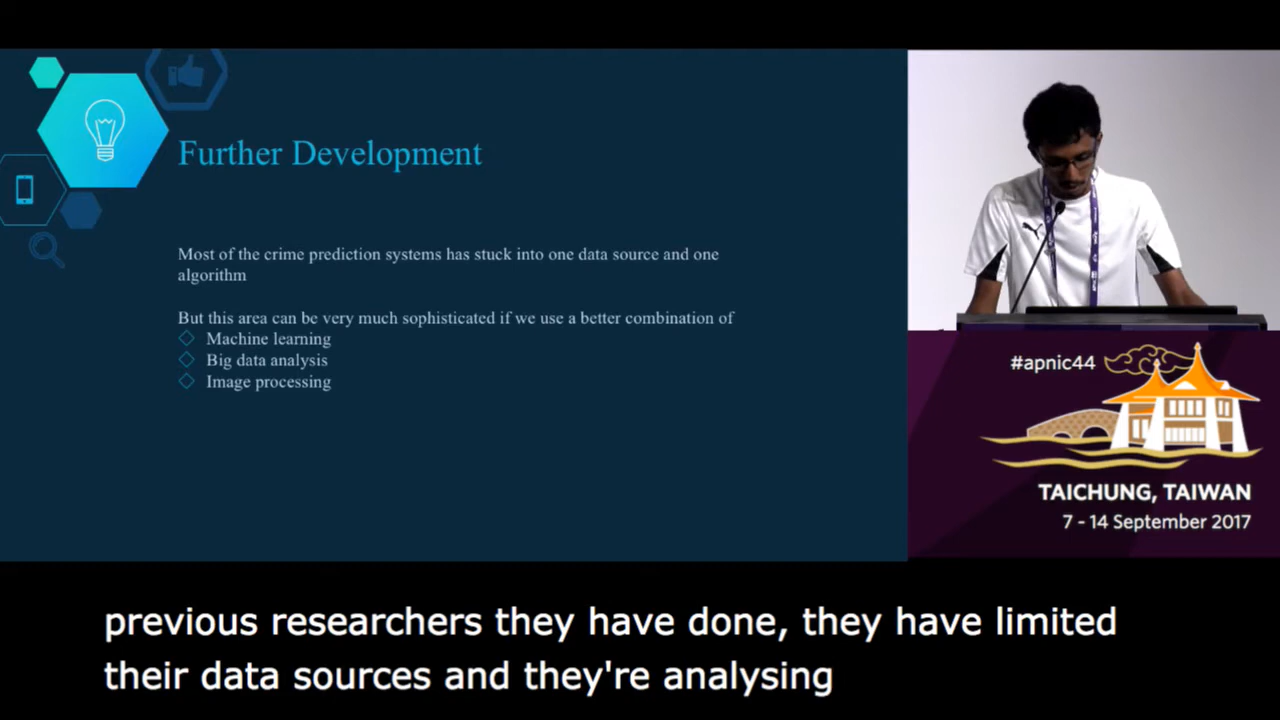 Further Development
Most of the crime prediction systems has stuck into one data source and one
algorithm
But this area can be very much sophisticated if we use a better combination of
Machine learning
Big data analysis
Image processing
#apnic44
TAICHUNG, TAIWAN
7 - 14 September 2017
previous researchers they have done, they have limited
their data sources and they're analysing